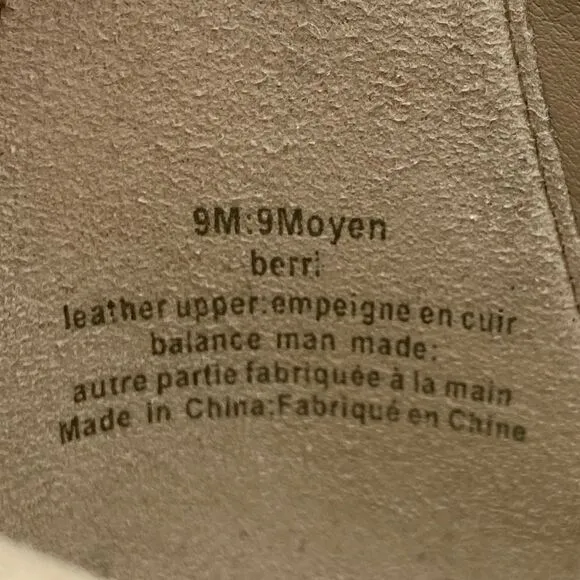 9M:9Moyen
berri
leather upper:empeigne en cuir
balance man made:
autre partie fabriquée à la main
Made in China:Fabriqué en Chine